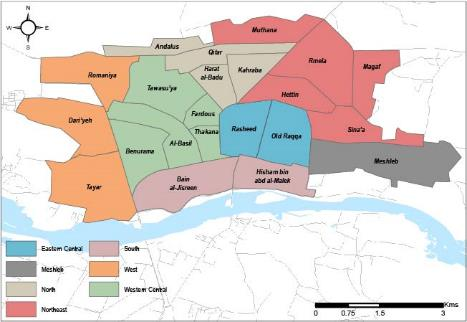 N
W
E
S
Muthana
Andalus
Qitar
Rmela
Magaf
Romaniya
Harat
al-Badu
Kahraba
Tawasu'ya
Hettin
Dari'yeh
Fardous
Thakana
Rasheed
Old Raqqa
Sina'a
Benurama
Al-Basil
Meshleb
Tayar
Bain
al-Jisreen
Hisham bin
abd al-Malek
Eastern Central
Meshleb
North
Northeast
South
West
Western Central
Kms
0
0.75
1.5
3